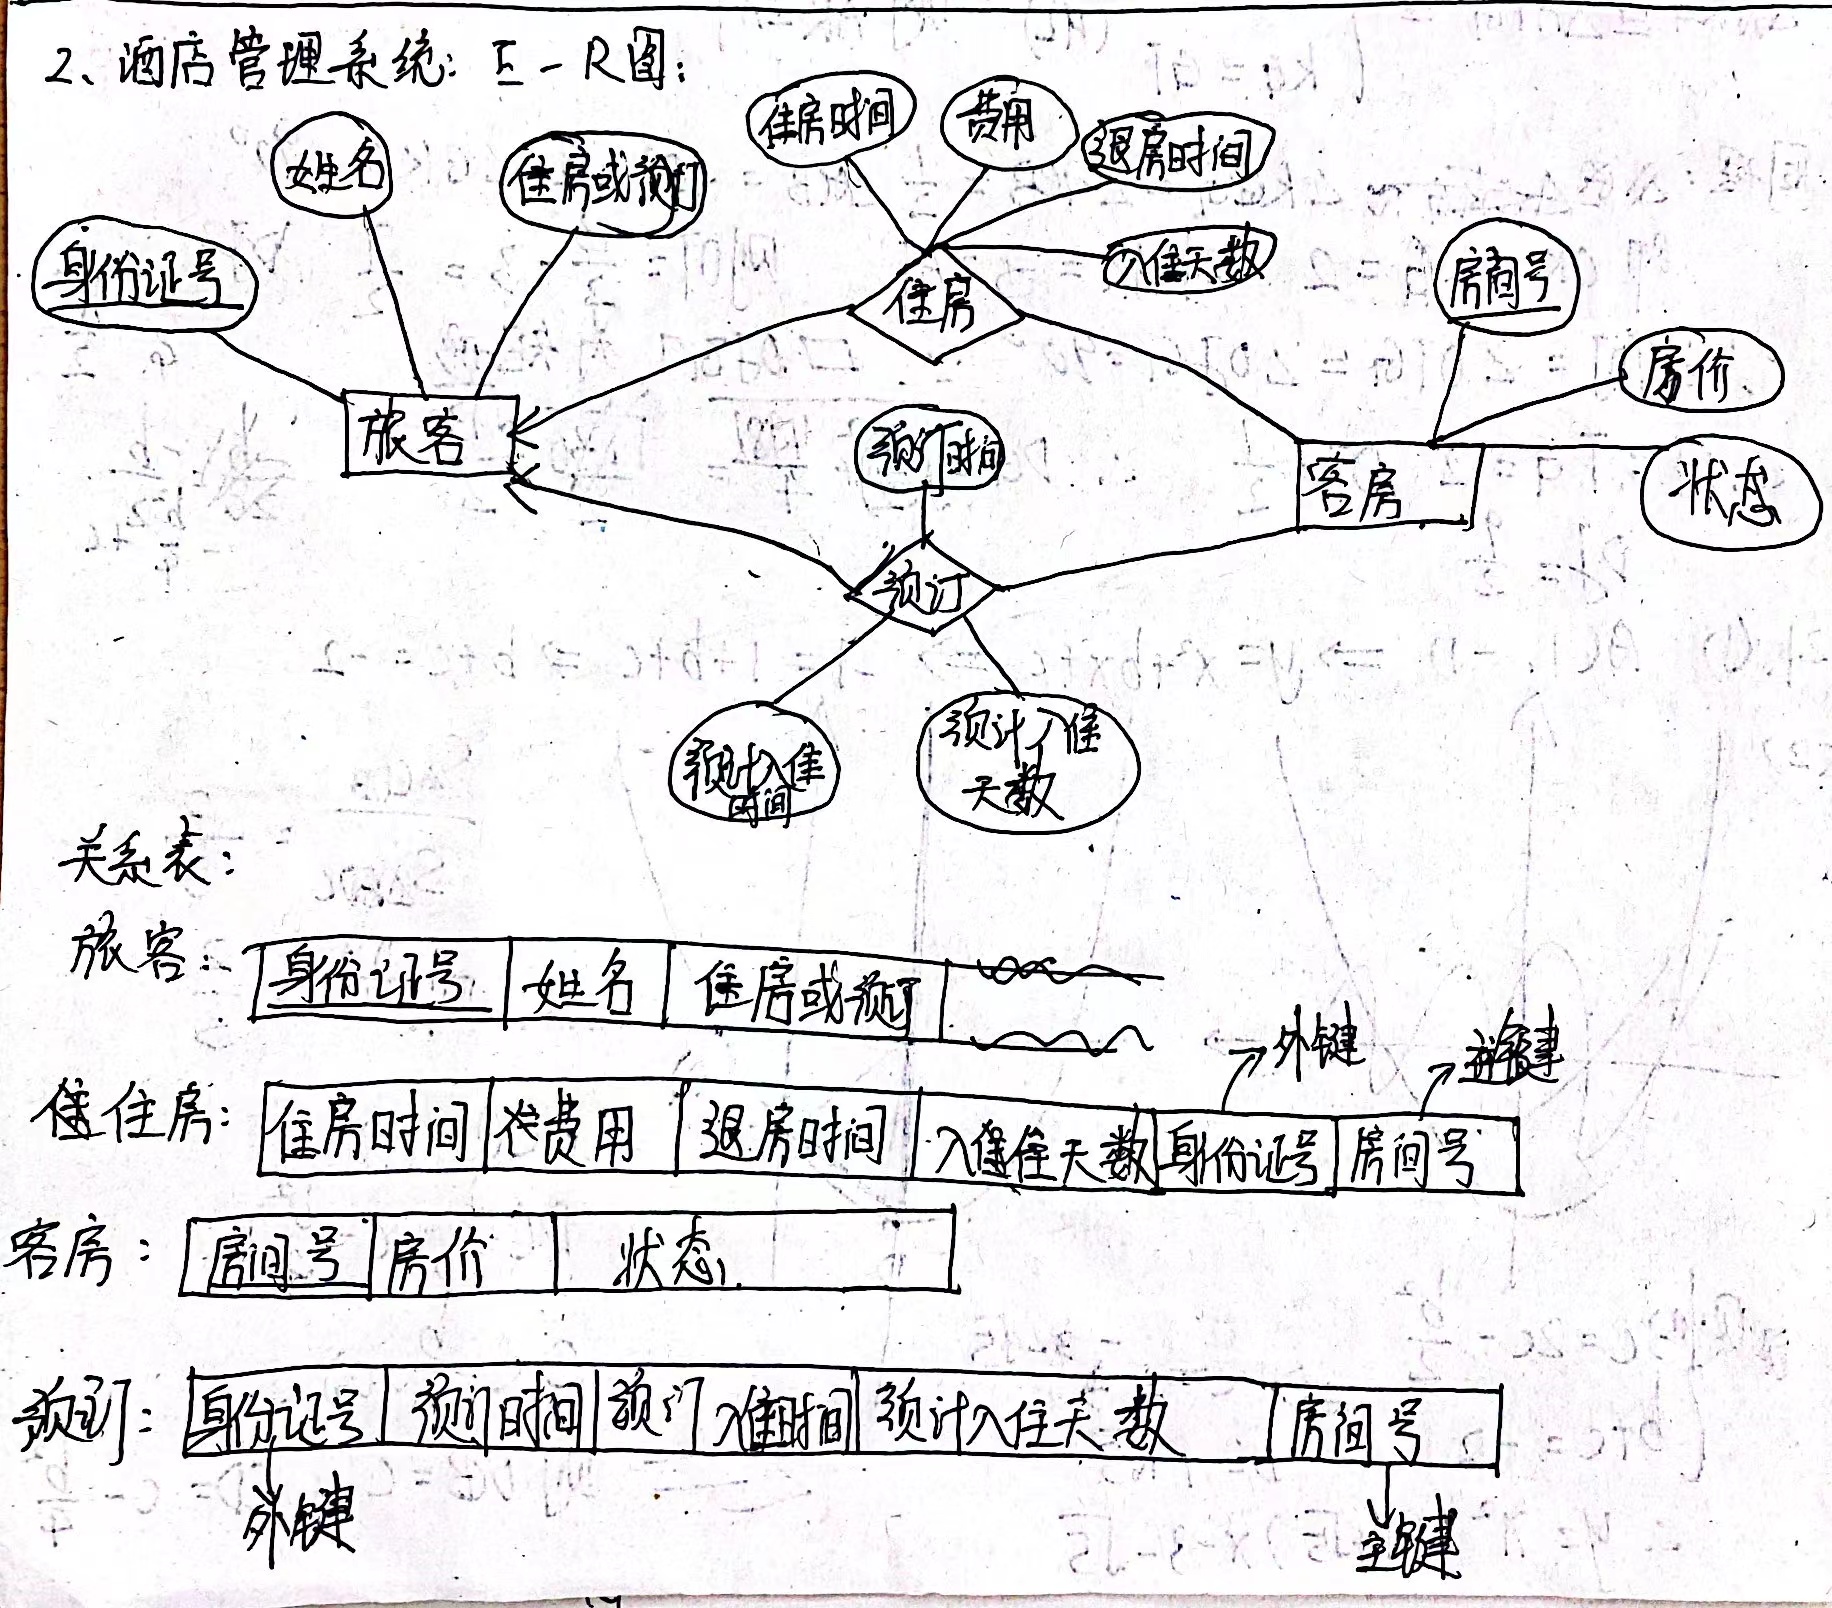 2、酒店管理系统: E-R图:
住房时间 费用 退房时间
姓名 住房或预订
身份证号 入住天数 房间号
住房
房价
旅客 预订时间
客房 状态
预订
预计入住时间 预计入住天数
关系表:
旅客: 身份证号 姓名 住房或预订
外键 主键
住房: 住房时间 费用 退房时间 入住天数 身份证号 房间号
客房: 房间号 房价 状态
预订: 身份证号 预订时间 入住时间 预计入住天数 房间号
外键 主键